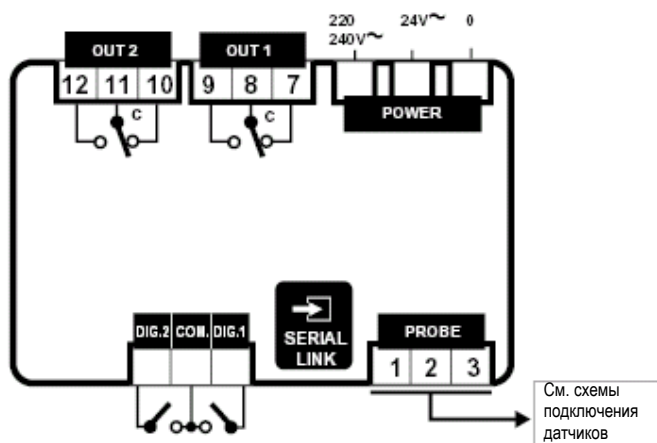 220
240V~
24V~
0
OUT 2
OUT 1
12 11 10
9 8 7
POWER
C
C
DIG.2 COM. DIG.1
SERIAL
LINK
PROBE
1 2 3
См. схемы
подключения
датчиков